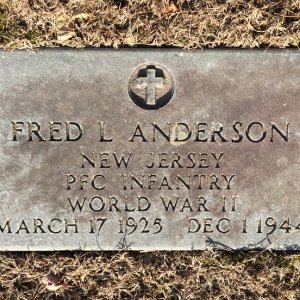 FRED L ANDERSON
NEW JERSEY
PFC INFANTRY
WORLD WAR II
MARCH 17 1925 DEC 1 1944